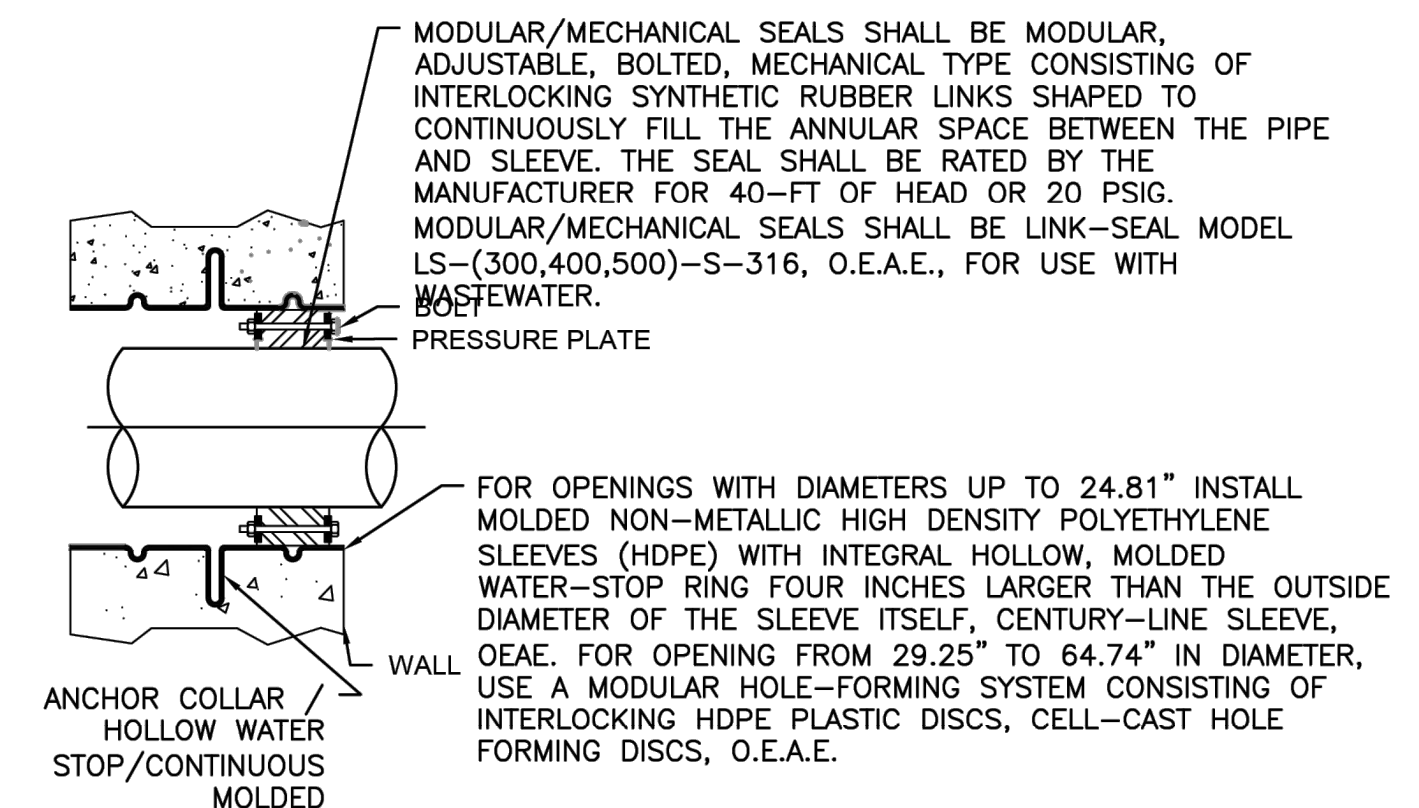 MODULAR/MECHANICAL SEALS SHALL BE MODULAR,
ADJUSTABLE, BOLTED, MECHANICAL TYPE CONSISTING OF
INTERLOCKING SYNTHETIC RUBBER LINKS SHAPED TO
CONTINUOUSLY FILL THE ANNULAR SPACE BETWEEN THE PIPE
AND SLEEVE. THE SEAL SHALL BE RATED BY THE
MANUFACTURER FOR 40-FT OF HEAD OR 20 PSIG.
MODULAR/MECHANICAL SEALS SHALL BE LINK-SEAL MODEL
LS-(300,400,500)-S-316, O.E.A.E., FOR USE WITH
WASTEWATER.
BOLT
PRESSURE PLATE
FOR OPENINGS WITH DIAMETERS UP TO 24.81" INSTALL
MOLDED NON-METALLIC HIGH DENSITY POLYETHYLENE
SLEEVES (HDPE) WITH INTEGRAL HOLLOW, MOLDED
WATER-STOP RING FOUR INCHES LARGER THAN THE OUTSIDE
DIAMETER OF THE SLEEVE ITSELF, CENTURY-LINE SLEEVE,
OEAE. FOR OPENING FROM 29.25" TO 64.74" IN DIAMETER,
USE A MODULAR HOLE-FORMING SYSTEM CONSISTING OF
INTERLOCKING HDPE PLASTIC DISCS, CELL-CAST HOLE
FORMING DISCS, O.E.A.E.
WALL
ANCHOR COLLAR /
HOLLOW WATER
STOP/CONTINUOUS
MOLDED